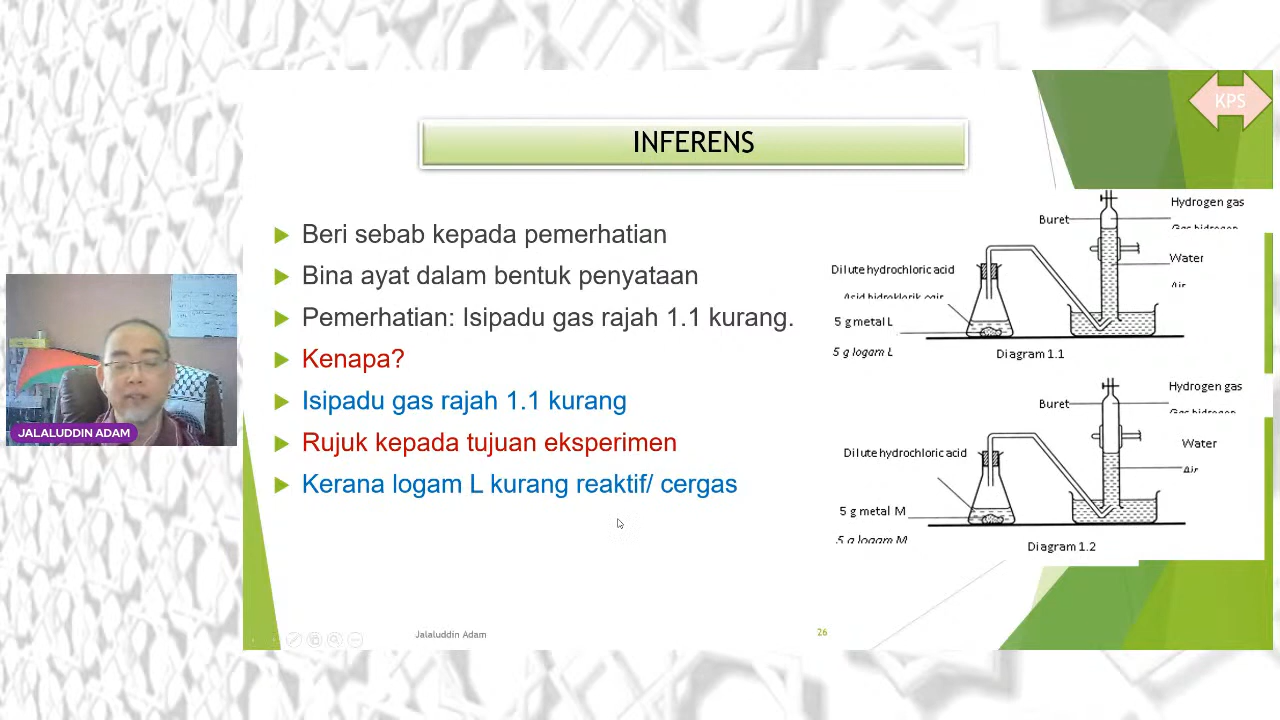 KPS
INFERENS
Beri sebab kepada pemerhatian
Bina ayat dalam bentuk penyataan
Pemerhatian: Isipadu gas rajah 1.1 kurang.
Kenapa?
Isipadu gas rajah 1.1 kurang
Rujuk kepada tujuan eksperimen
Kerana logam L kurang reaktif/ cergas
Hydrogen gas
Gas hidrogen
Buret
Water
Air
Dilute hydrochloric acid
Asid hidroklorik cair
5 g metal L
5 g logam L
Diagram 1.1
Hydrogen gas
Gas hidrogen
Buret
Water
Air
Dilute hydrochloric acid
5 g metal M
5 g logam M
Diagram 1.2
JALALUDDIN ADAM
Jalaluddin Adam
26